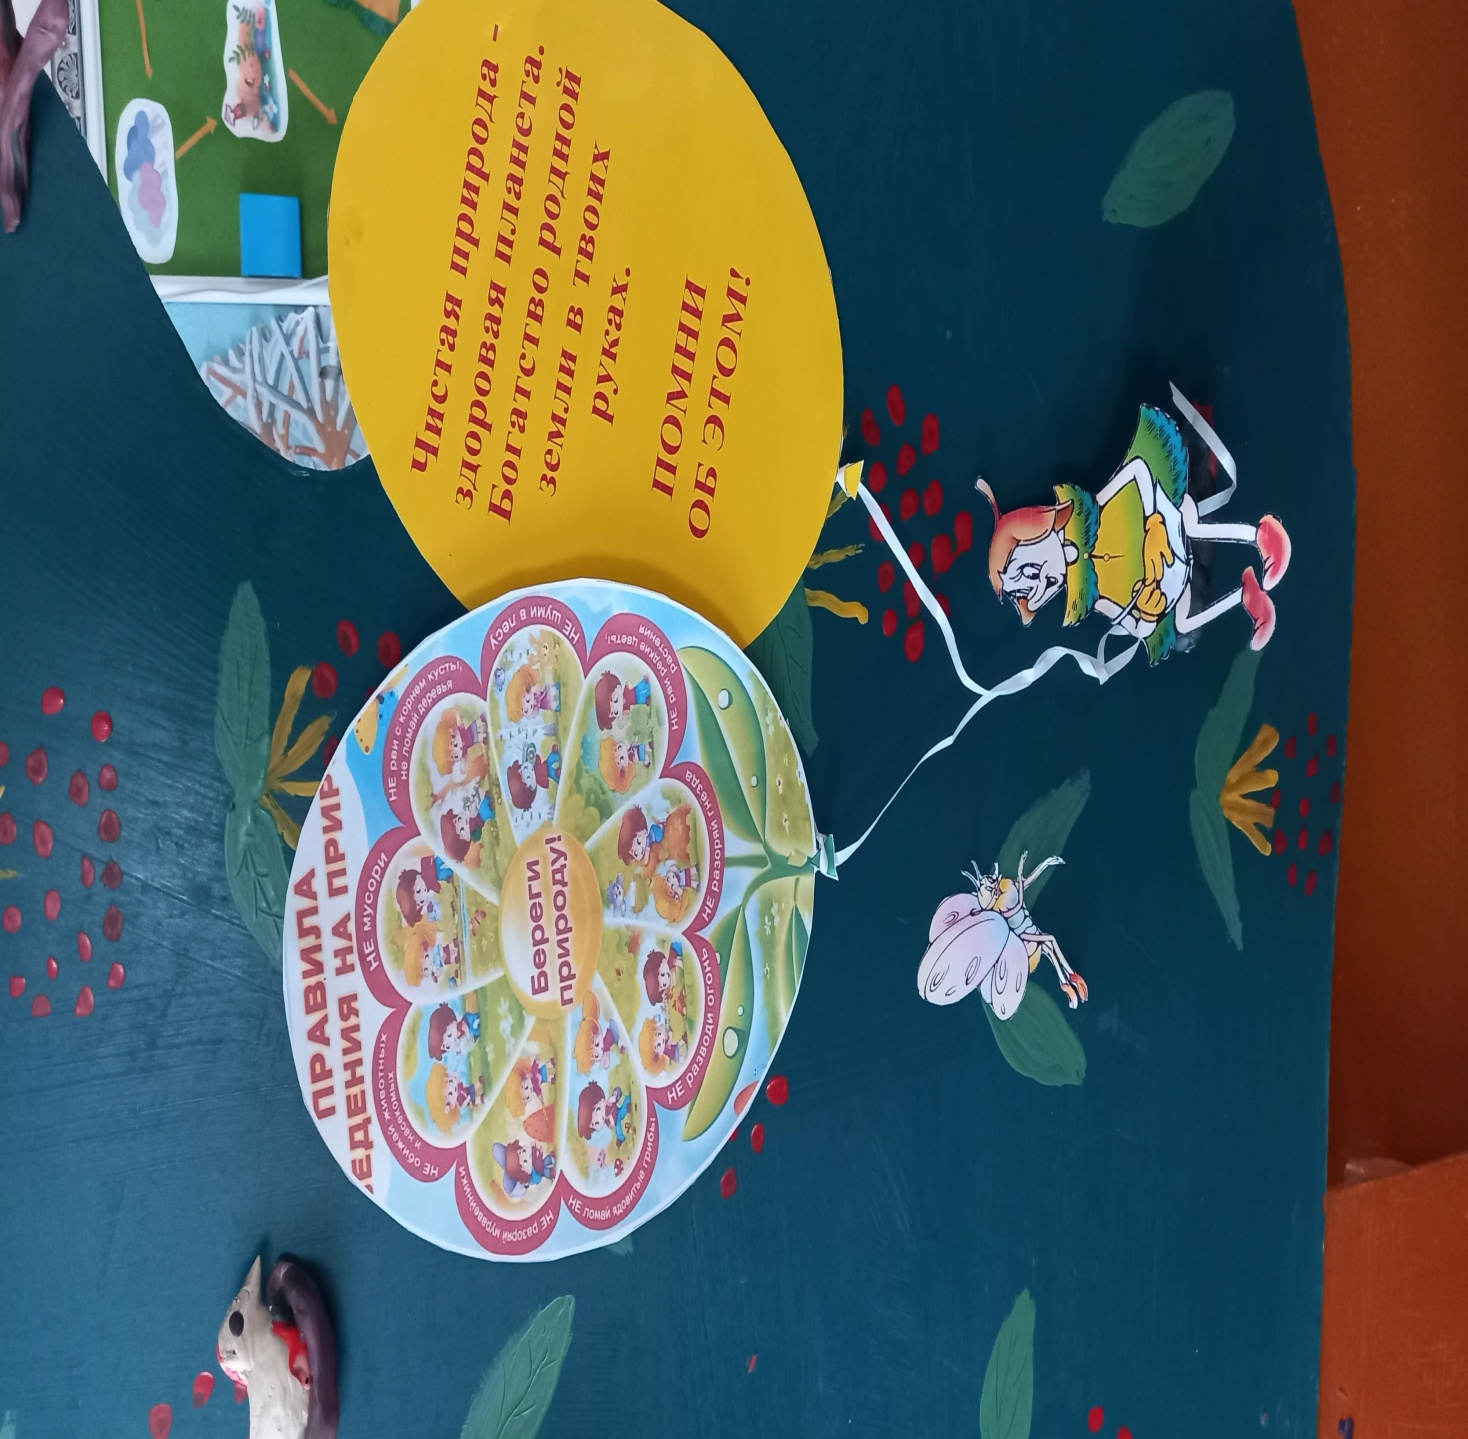 Чистая природа -
здоровая планета.
Богатство родной
земли в твоих
руках.
ПОМНИ
ОБ ЭТОМ!
ПРАВИЛА
ЕДЕНИЯ НА ПРИР
НЕ мусори
НЕ рви с корнем кусты,
не ломай деревья
НЕ шуми в лесу
НЕ рви редкие цветы,
растения
НЕ разоряй гнёзда
НЕ разводи огонь
НЕ ломай ядовитые грибы
НЕ разоряй муравейники
НЕ обижай животных
и насекомых
Береги
природу!